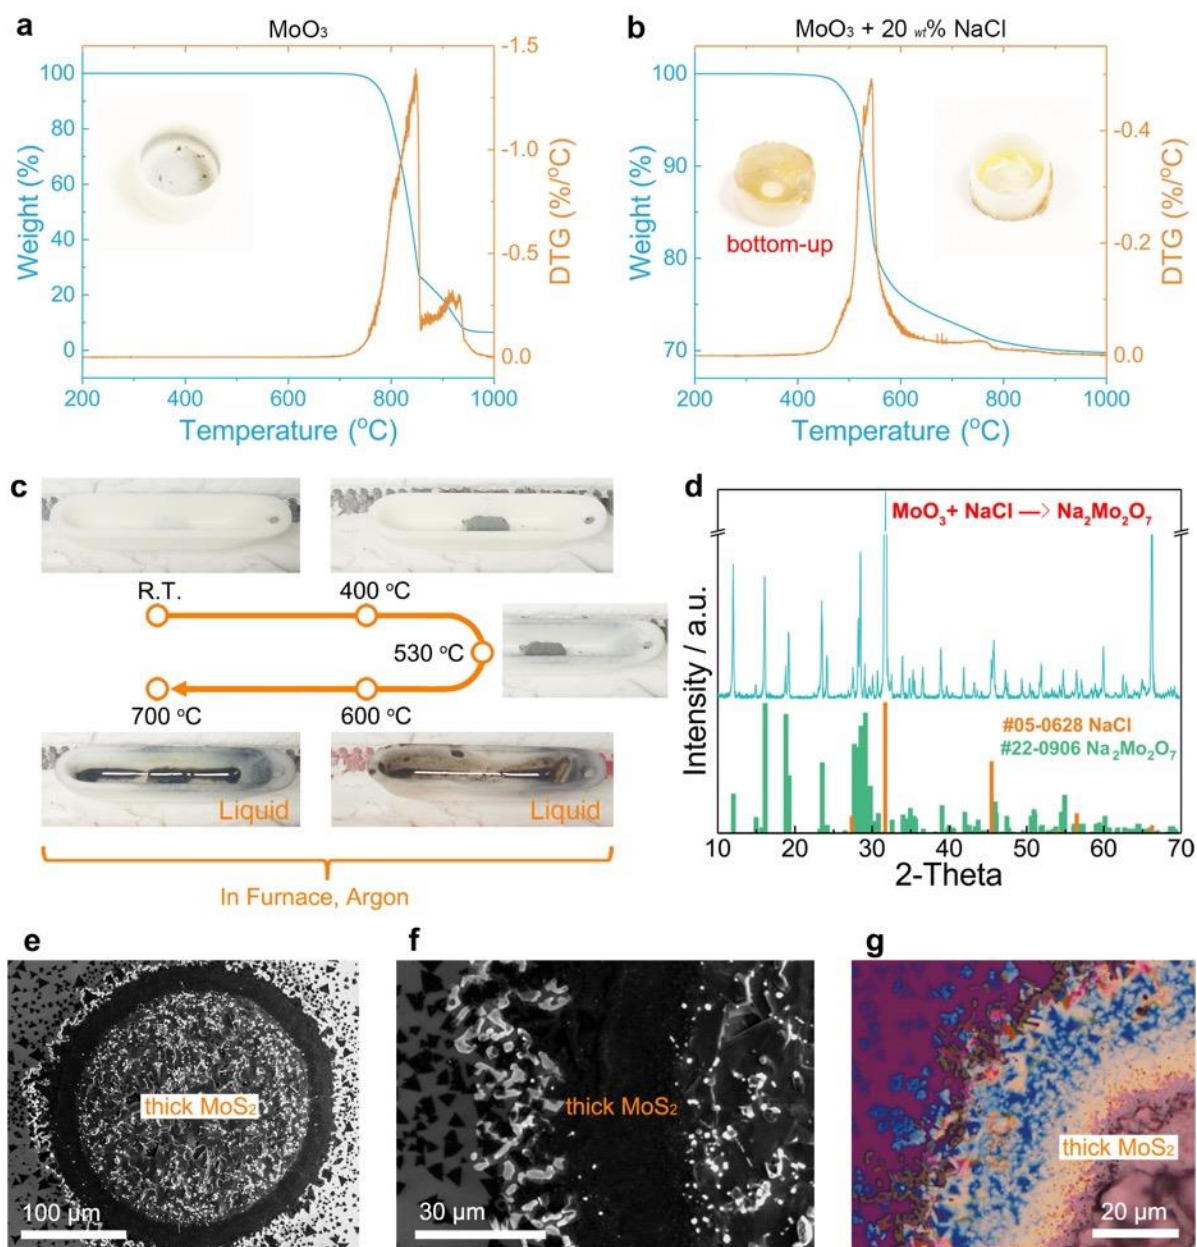 a
MoO₃
-1.5
100
80
60
40
20
0
Weight (%)
-1.0
-0.5
0.0
DTG (%/°C)
200 400 600 800 1000
Temperature (°C)
b
MoO₃ + 20 wt% NaCl
100
90
80
70
Weight (%)
bottom-up
-0.4
-0.2
0.0
DTG (%/°C)
200 400 600 800 1000
Temperature (°C)
c
R.T.
400 °C
530 °C
700 °C
600 °C
Liquid
Liquid
In Furnace, Argon
d
MoO₃+ NaCl —> Na₂Mo₂O₇
Intensity / a.u.
#05-0628 NaCl
#22-0906 Na₂Mo₂O₇
10 20 30 40 50 60 70
2-Theta
e
thick MoS₂
100 μm
f
thick MoS₂
30 μm
g
thick MoS₂
20 μm